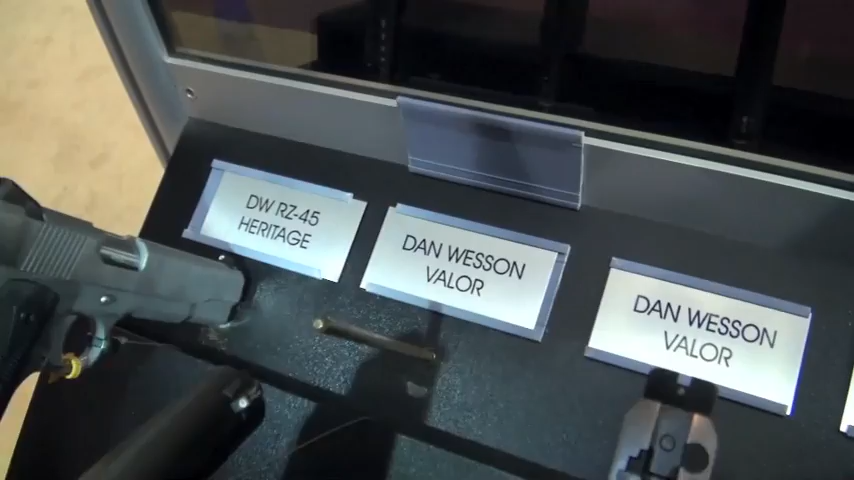 DW RZ-45
HERITAGE
DAN WESSON
VALOR
DAN WESSON
VALOR